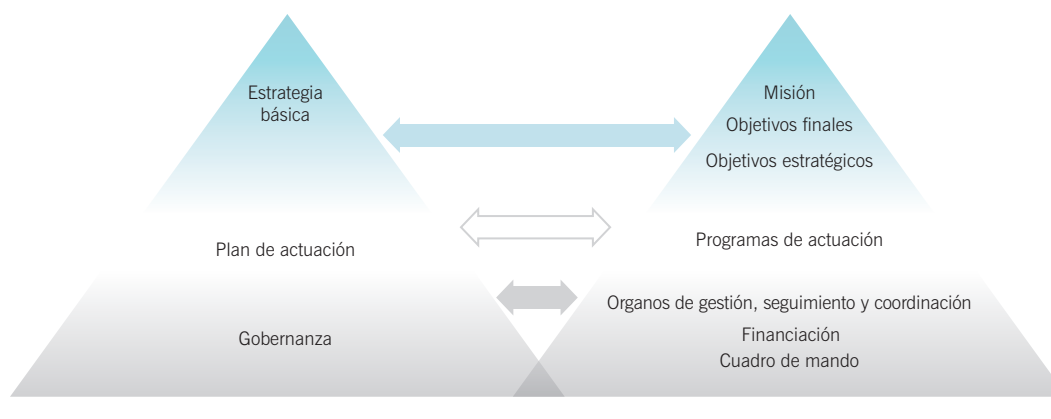 Estrategia
básica
Misión
Objetivos finales
Objetivos estratégicos
Plan de actuación
Programas de actuación
Gobernanza
Organos de gestión, seguimiento y coordinación
Financiación
Cuadro de mando